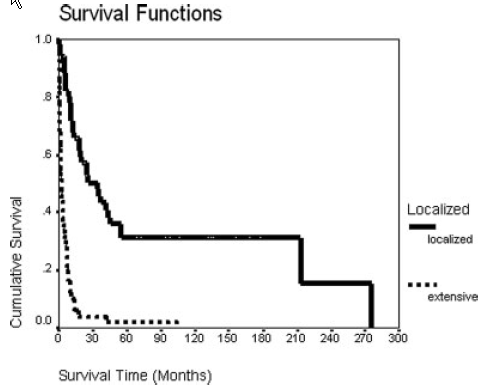 Survival Functions
1.0
.8
.6
.4
.2
0.0
Cumulative Survival
0 30 60 90 120 150 180 210 240 270 300
Survival Time (Months)
Localized
localized
extensive